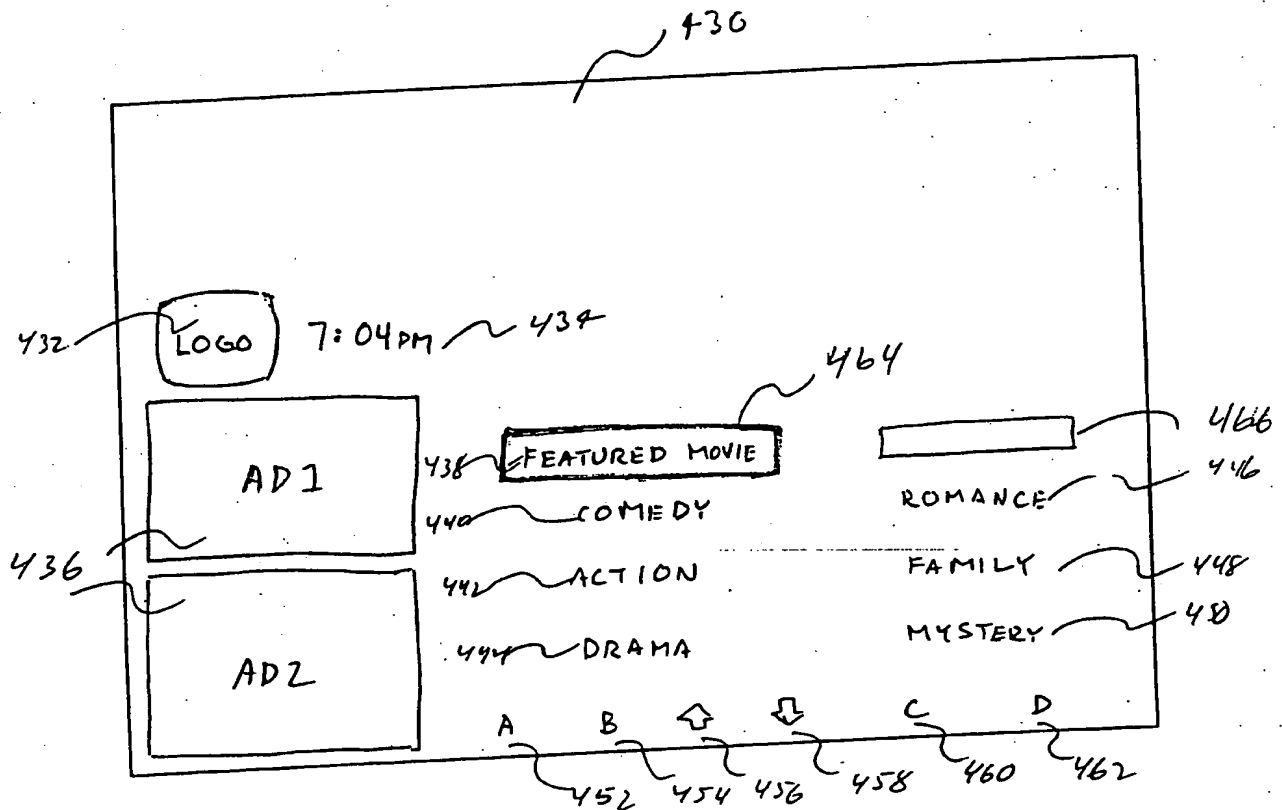 430
432 LOGO 7:04PM 434
464
AD1 438 FEATURED MOVIE 466
440 COMEDY ROMANCE 446
436 442 ACTION FAMILY 448
AD2 444 DRAMA MYSTERY 450
A B C D
452 454 456 458 460 462